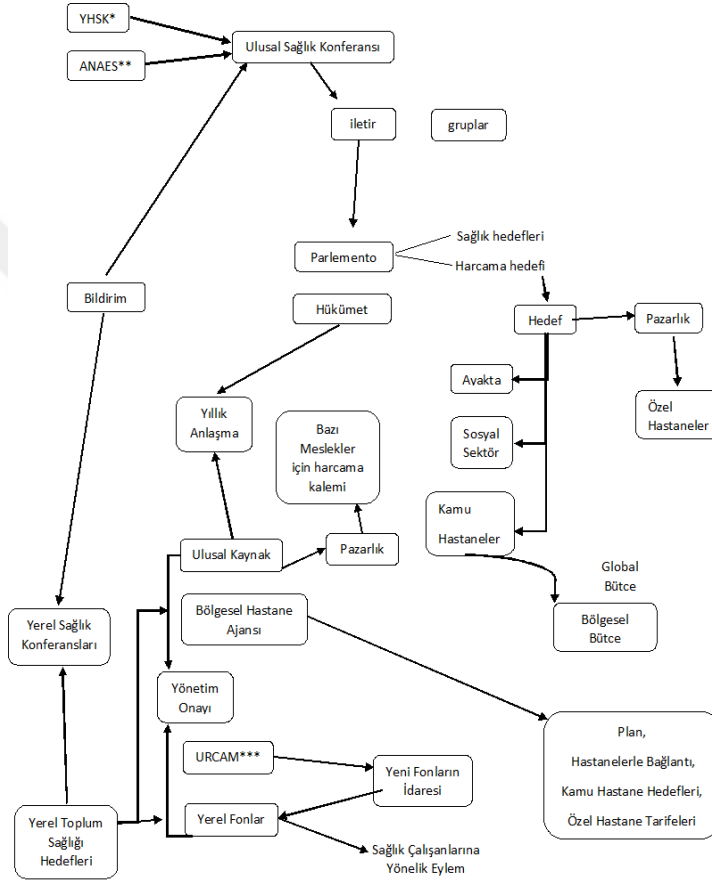 YHSK*
Ulusal Sağlık Konferansı
ANAES**
iletir
gruplar
Sağlık hedefleri
Parlemento
Harcama hedefi
Bildirim
Hükümet
Hedef
Pazarlık
Ayakta
Yıllık
Anlaşma
Bazı
Meslekler
için harcama
kalemi
Özel
Hastaneler
Sosyal
Sektör
Kamu
Hastaneler
Ulusal Kaynak
Pazarlık
Global
Bütce
Bölgesel Hastane
Ajansı
Bölgesel
Bütce
Yerel Sağlık
Konferansları
Yönetim
Onayı
Plan,
Hastanelerle Bağlantı,
Kamu Hastane Hedefleri,
Özel Hastane Tarifeleri
URCAM***
Yeni Fonların
İdaresi
Yerel Toplum
Sağlığı
Hedefleri
Yerel Fonlar
Sağlık Çalışanlarına
Yönelik Eylem